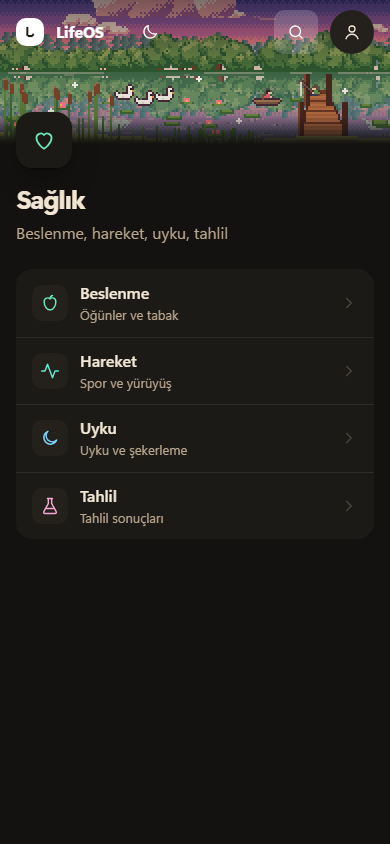 LifeOS
Sağlık
Beslenme, hareket, uyku, tahlil
Beslenme
Öğünler ve tabak
Hareket
Spor ve yürüyüş
Uyku
Uyku ve şekerleme
Tahlil
Tahlil sonuçları